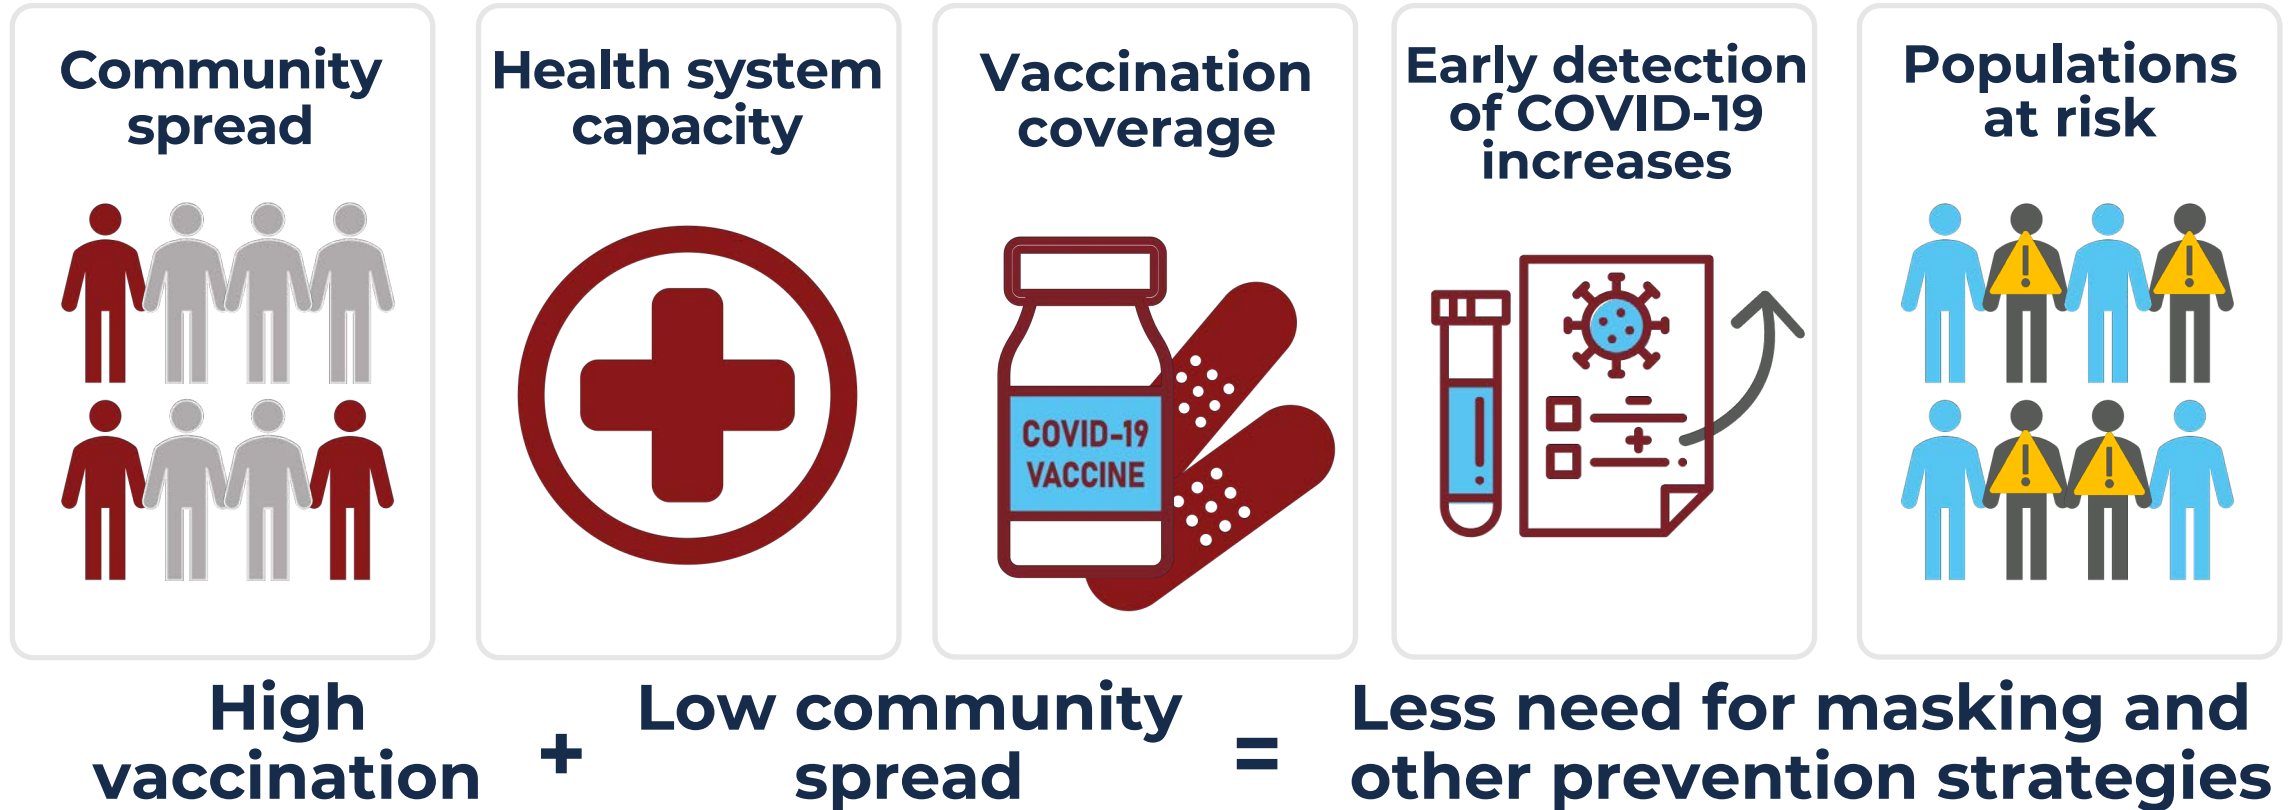 Community
spread
Health system
capacity
Vaccination
coverage
COVID-19
VACCINE
Early detection
of COVID-19
increases
Populations
at risk
High
vaccination
+
Low community
spread
=
Less need for masking and
other prevention strategies